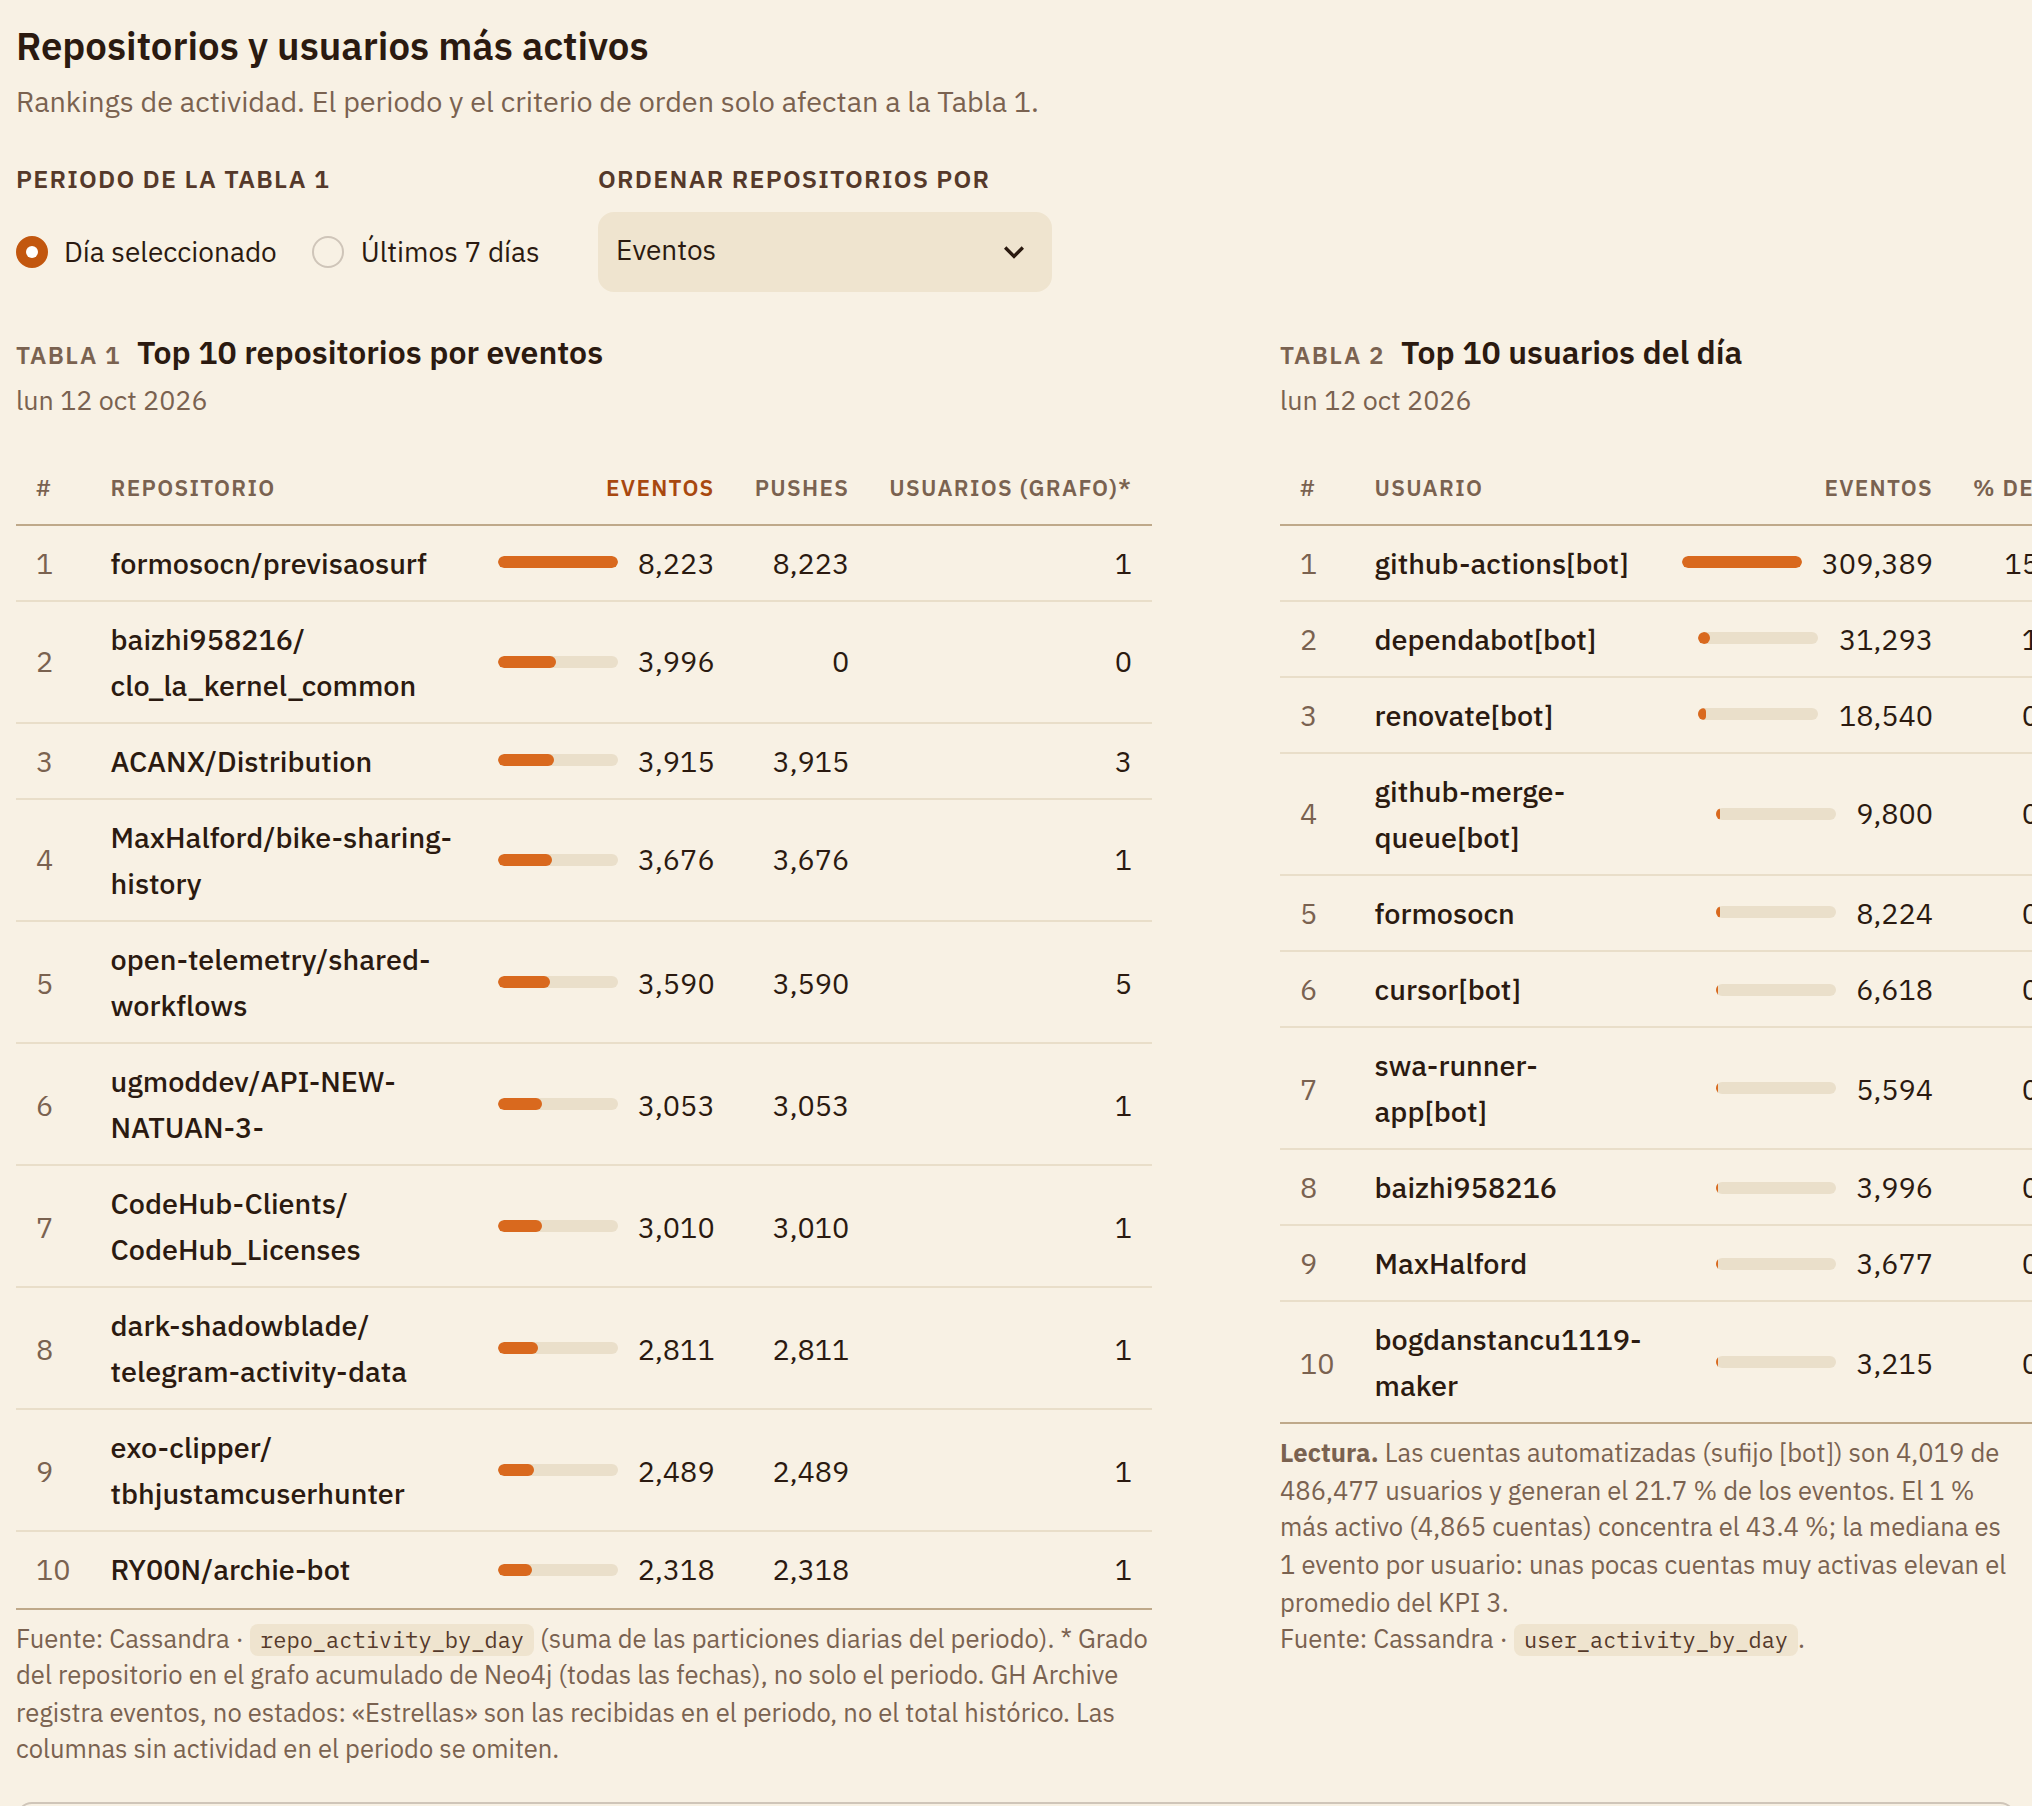 Repositorios y usuarios más activos
Rankings de actividad. El periodo y el criterio de orden solo afectan a la Tabla 1.
PERIODO DE LA TABLA 1
Día seleccionado
Últimos 7 días
ORDENAR REPOSITORIOS POR
Eventos
TABLA 1 Top 10 repositorios por eventos
lun 12 oct 2026
# REPOSITORIO EVENTOS PUSHES USUARIOS (GRAFO)*
1 formosocn/previsaosurf 8,223 8,223 1
2 baizhi958216/
clo_la_kernel_common 3,996 0 0
3 ACANX/Distribution 3,915 3,915 3
4 MaxHalford/bike-sharing-
history 3,676 3,676 1
5 open-telemetry/shared-
workflows 3,590 3,590 5
6 ugmoddev/API-NEW-
NATUAN-3- 3,053 3,053 1
7 CodeHub-Clients/
CodeHub_Licenses 3,010 3,010 1
8 dark-shadowblade/
telegram-activity-data 2,811 2,811 1
9 exo-clipper/
tbhjustamcuserhunter 2,489 2,489 1
10 RY00N/archie-bot 2,318 2,318 1
Fuente: Cassandra · repo_activity_by_day (suma de las particiones diarias del periodo). * Grado
del repositorio en el grafo acumulado de Neo4j (todas las fechas), no solo el periodo. GH Archive
registra eventos, no estados: «Estrellas» son las recibidas en el periodo, no el total histórico. Las
columnas sin actividad en el periodo se omiten.
TABLA 2 Top 10 usuarios del día
lun 12 oct 2026
# USUARIO EVENTOS % DE
1 github-actions[bot] 309,389 15
2 dependabot[bot] 31,293 1
3 renovate[bot] 18,540 0
4 github-merge-
queue[bot] 9,800 0
5 formosocn 8,224 0
6 cursor[bot] 6,618 0
7 swa-runner-
app[bot] 5,594 0
8 baizhi958216 3,996 0
9 MaxHalford 3,677 0
10 bogdanstancu1119-
maker 3,215 0
Lectura. Las cuentas automatizadas (sufijo [bot]) son 4,019 de
486,477 usuarios y generan el 21.7 % de los eventos. El 1 %
más activo (4,865 cuentas) concentra el 43.4 %; la mediana es
1 evento por usuario: unas pocas cuentas muy activas elevan el
promedio del KPI 3.
Fuente: Cassandra · user_activity_by_day.